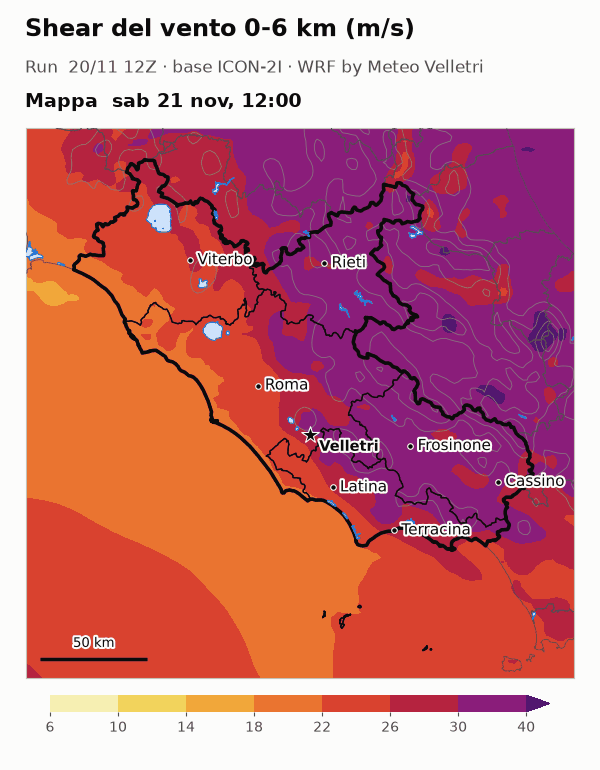 Shear del vento 0-6 km (m/s)
Run  20/11 12Z · base ICON-2I · WRF by Meteo Velletri
Mappa  sab 21 nov, 12:00
Viterbo
Rieti
Roma
Velletri
Frosinone
Cassino
Latina
Terracina
50 km
6 10 14 18 22 26 30 40